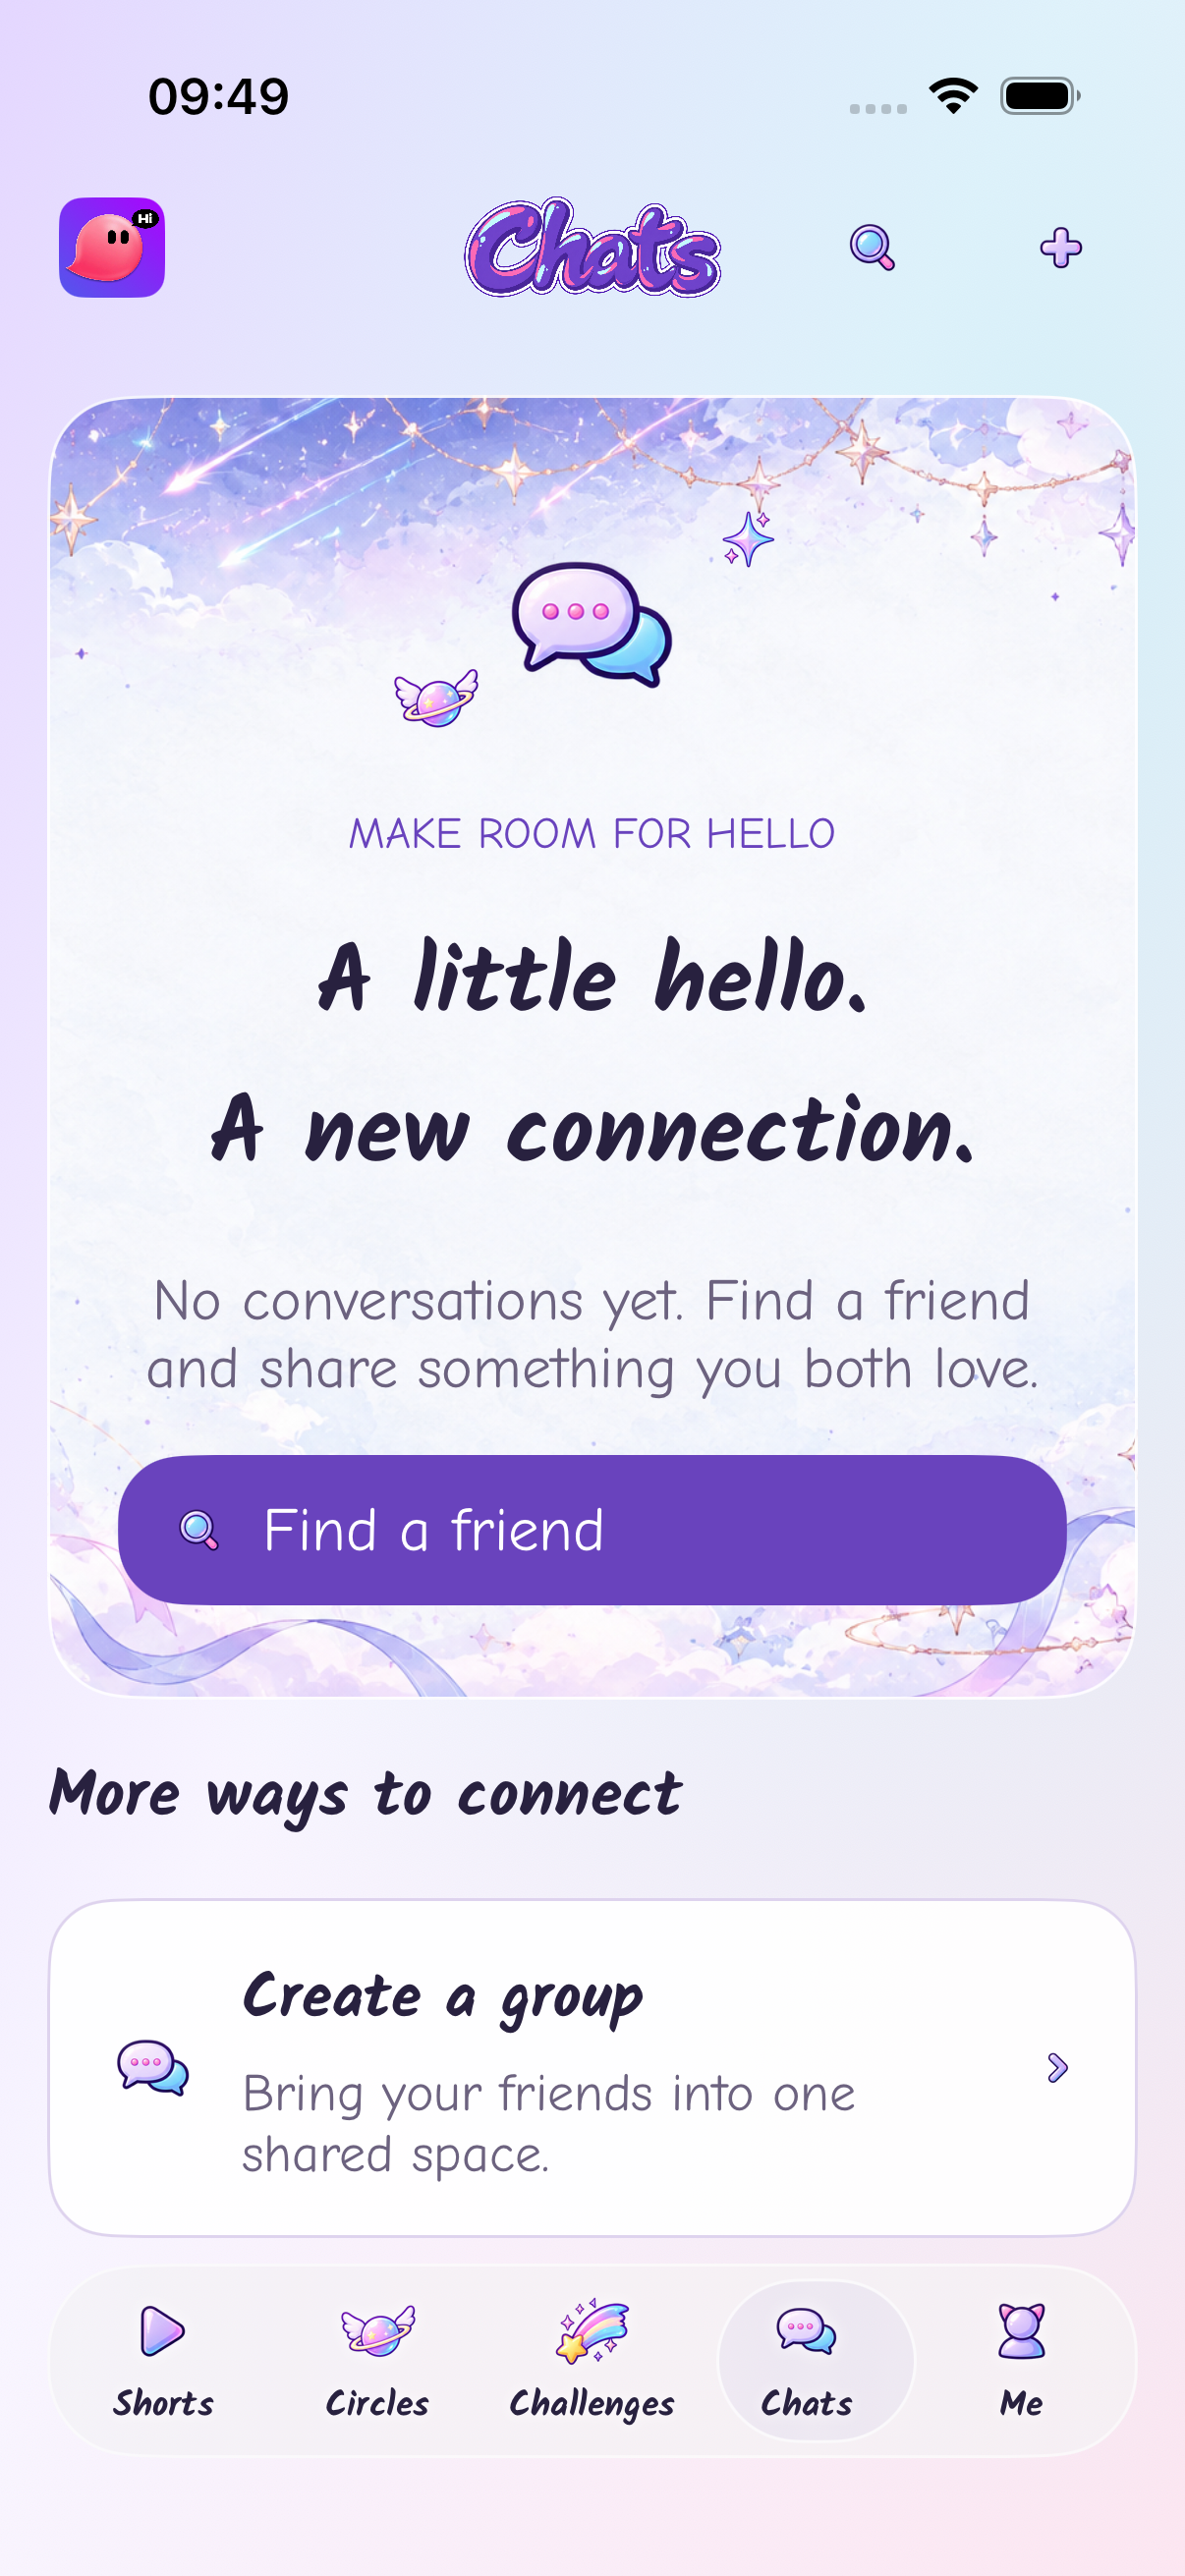 09:49
Hi
Chats
MAKE ROOM FOR HELLO
A little hello.
A new connection.
No conversations yet. Find a friend
and share something you both love.
Find a friend
More ways to connect
Create a group
Bring your friends into one
shared space.
Shorts
Circles
Challenges
Chats
Me